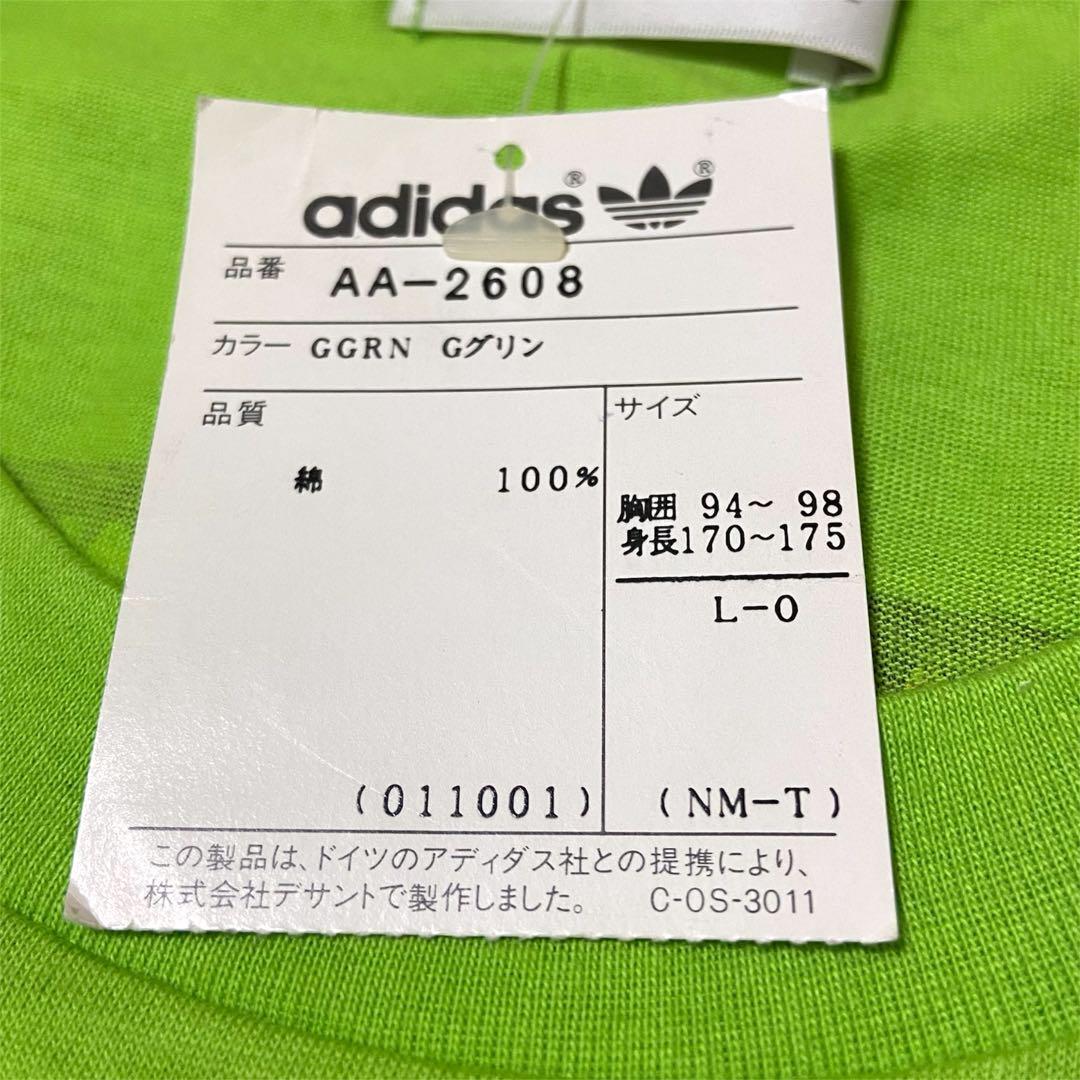 adidas® ®
品番 AA-2608
カラー GGRN Gグリン
品質
綿 100%
(011001)
サイズ
胸囲 94~ 98
身長170~175
L-O
(NM-T)
この製品は、ドイツのアディダス社との提携により、
株式会社デサントで製作しました。 C-OS-3011